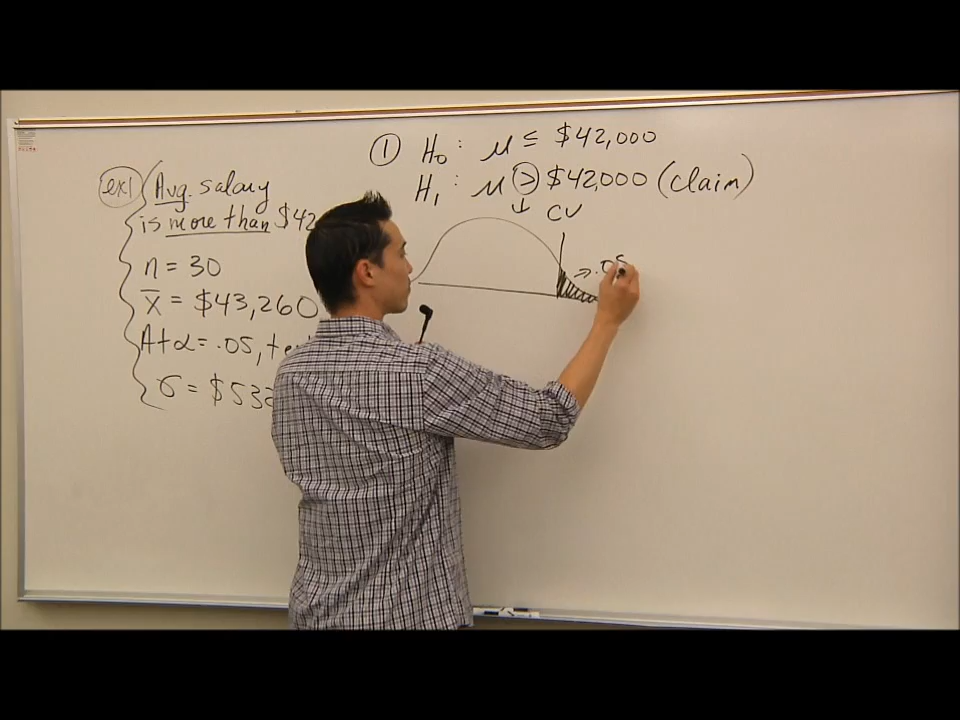 ex1 Avg. salary
is more than $42
n = 30
x̄ = $43,260
At α = .05,
σ = $53
① H₀: μ ≤ $42,000
H₁: μ > $42,000 (claim)
↓ CV
→ .05